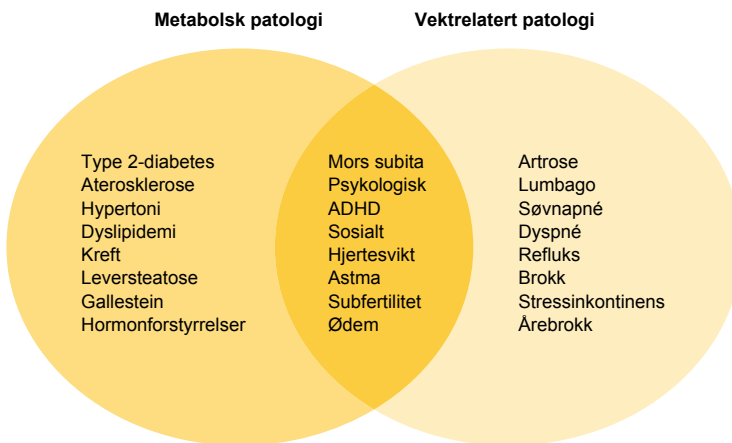 Metabolsk patologi
Vektrelatert patologi
Type 2-diabetes
Aterosklerose
Hypertoni
Dyslipidemi
Kreft
Leversteatose
Gallestein
Hormonforstyrrelser
Mors subita
Psykologisk
ADHD
Sosialt
Hjertesvikt
Astma
Subfertilitet
Ødem
Artrose
Lumbago
Søvnapné
Dyspné
Refluks
Brokk
Stressinkontinens
Årebrokk